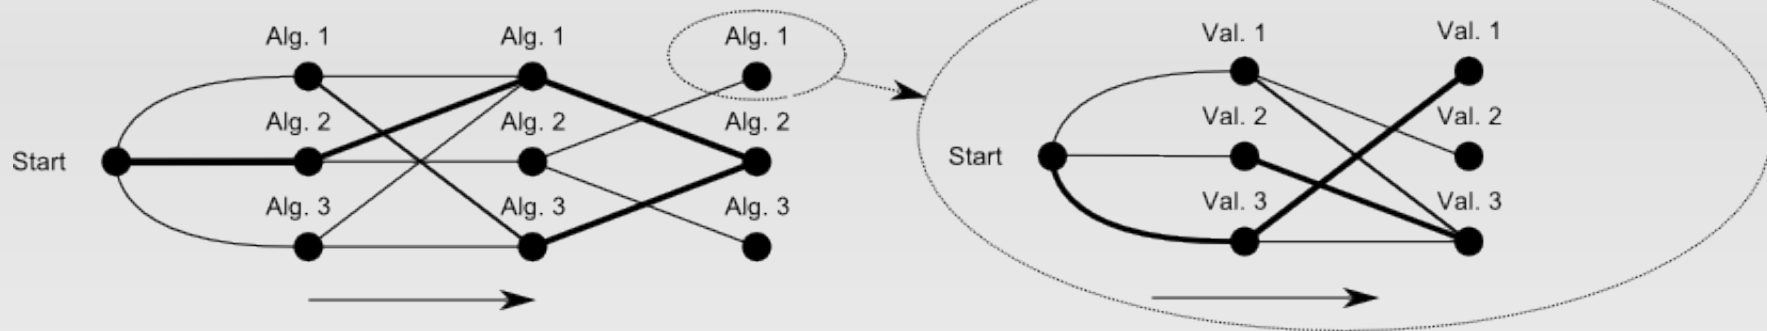 Alg. 1 Alg. 1 Alg. 1
Alg. 2 Alg. 2 Alg. 2
Start
Alg. 3 Alg. 3 Alg. 3
Val. 1 Val. 1
Val. 2 Val. 2
Start
Val. 3 Val. 3